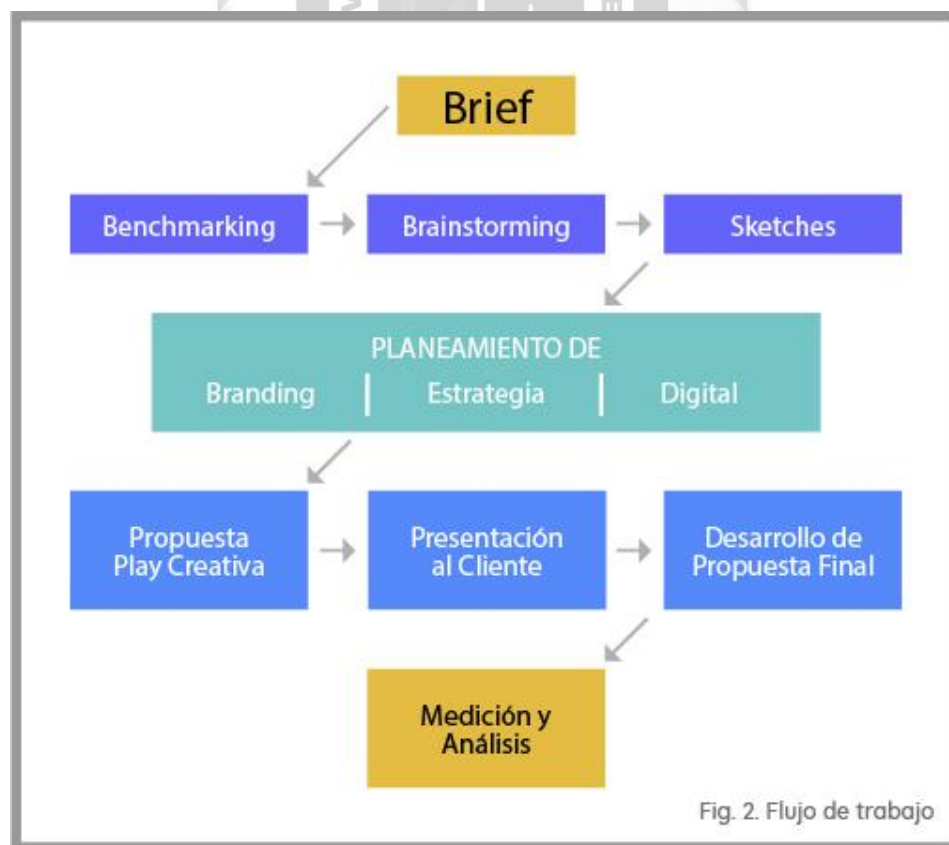 Brief
Benchmarking
Brainstorming
Sketches
PLANEAMIENTO DE
Branding
Estrategia
Digital
Propuesta
Play Creativa
Presentación
al Cliente
Desarrollo de
Propuesta Final
Medición y
Análisis
Fig. 2. Flujo de trabajo